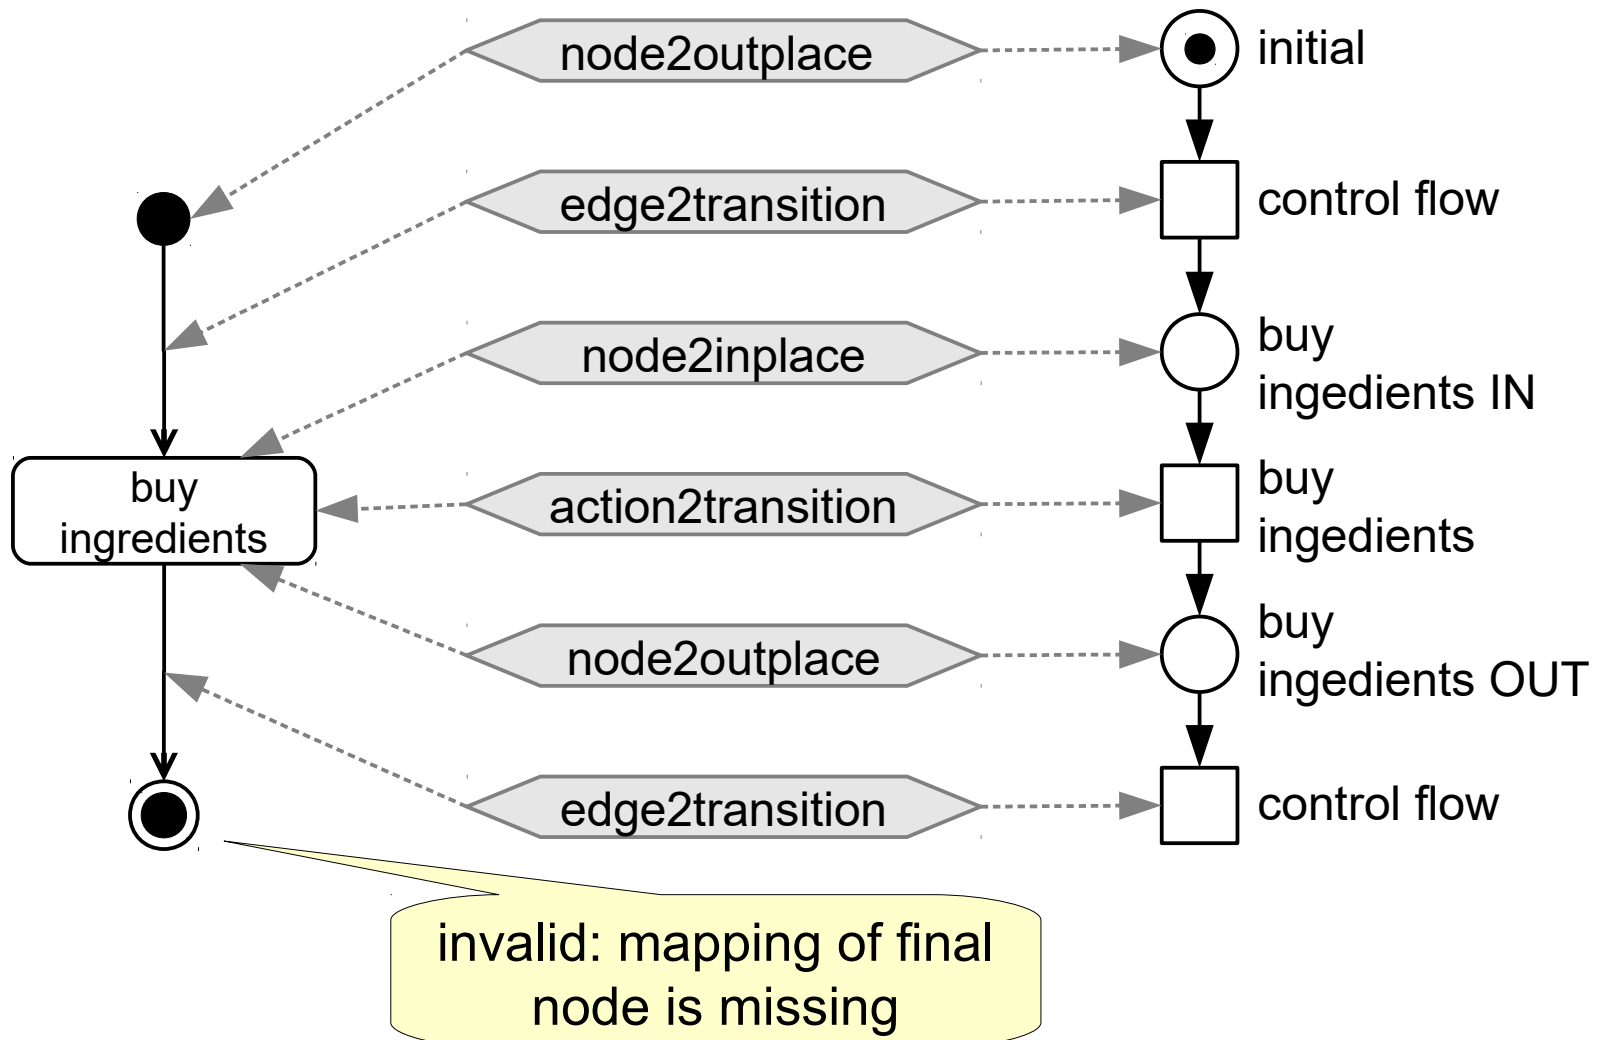 node2outplace
initial
edge2transition
control flow
node2inplace
buy
ingedients IN
buy
ingredients
action2transition
buy
ingedients
node2outplace
buy
ingedients OUT
edge2transition
control flow
invalid: mapping of final
node is missing